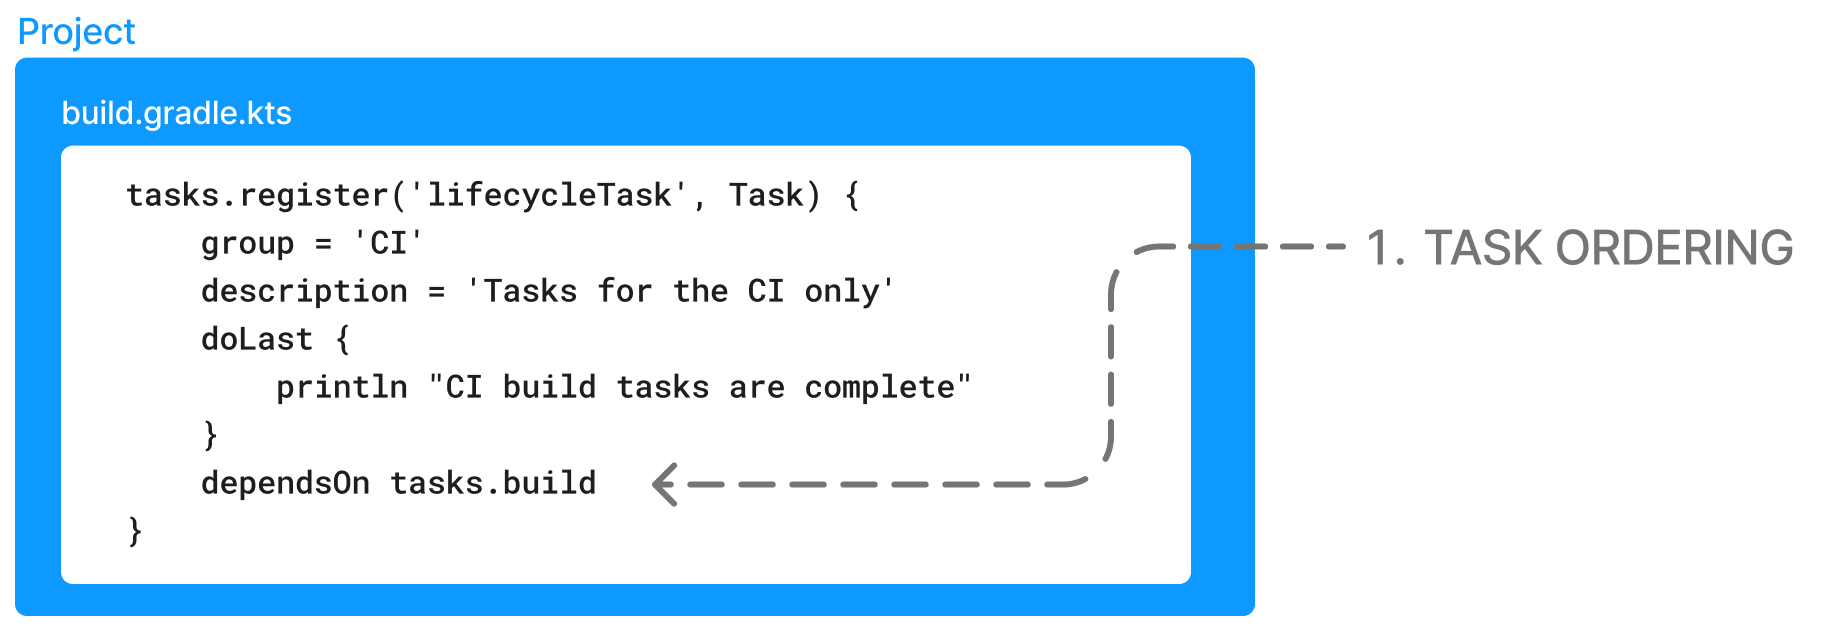 Project
build.gradle.kts
tasks.register('lifecycleTask', Task) {
    group = 'CI'
    description = 'Tasks for the CI only'
    doLast {
        println "CI build tasks are complete"
    }
    dependsOn tasks.build
}
1. TASK ORDERING